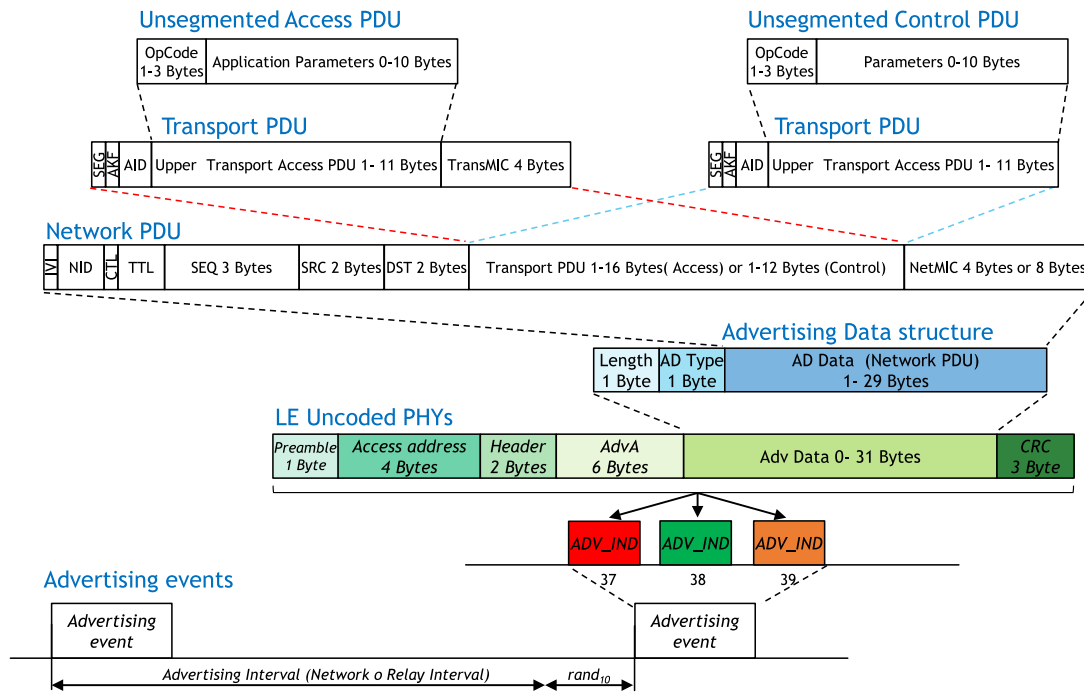 Unsegmented Access PDU
Unsegmented Control PDU
OpCode
1-3 Bytes
Application Parameters 0-10 Bytes
OpCode
1-3 Bytes
Parameters 0-10 Bytes
Transport PDU
Transport PDU
SEG
AKF
AID
Upper Transport Access PDU 1- 11 Bytes
TransMIC 4 Bytes
SEG
AKF
AID
Upper Transport Access PDU 1- 11 Bytes
Network PDU
IVI
NID
CTL
TTL
SEQ 3 Bytes
SRC 2 Bytes
DST 2 Bytes
Transport PDU 1-16 Bytes( Access) or 1-12 Bytes (Control)
NetMIC 4 Bytes or 8 Bytes
Advertising Data structure
Length
1 Byte
AD Type
1 Byte
AD Data (Network PDU)
1- 29 Bytes
LE Uncoded PHYs
Preamble
1 Byte
Access address
4 Bytes
Header
2 Bytes
AdvA
6 Bytes
Adv Data 0- 31 Bytes
CRC
3 Byte
ADV_IND
ADV_IND
ADV_IND
37
38
39
Advertising events
Advertising
event
Advertising
event
Advertising Interval (Network o Relay Interval)
rand10